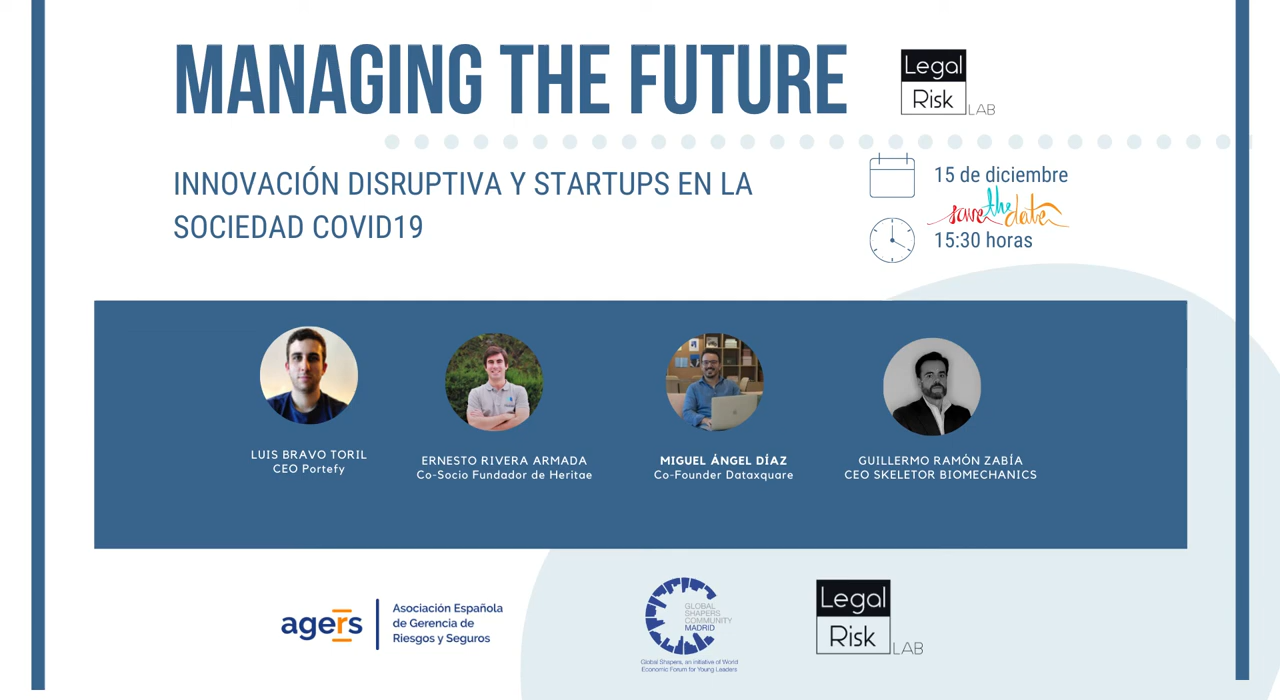 MANAGING THE FUTURE
Legal
Risk
LAB
INNOVACIÓN DISRUPTIVA Y STARTUPS EN LA
SOCIEDAD COVID19
15 de diciembre
save the date
15:30 horas
LUIS BRAVO TORIL
CEO Portefy
ERNESTO RIVERA ARMADA
Co-Socio Fundador de Heritae
MIGUEL ÁNGEL DÍAZ
Co-Founder Dataxquare
GUILLERMO RAMÓN ZABÍA
CEO SKELETOR BIOMECHANICS
agers
Asociación Española
de Gerencia de
Riesgos y Seguros
GLOBAL
SHAPERS
COMMUNITY
MADRID
Global Shapers, an initiative of World
Economic Forum for Young Leaders
Legal
Risk
LAB